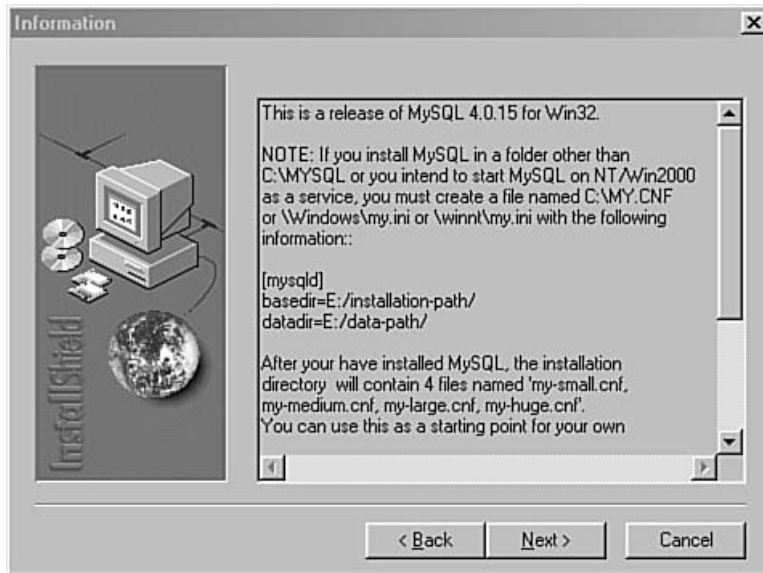 Information
This is a release of MySQL 4.0.15 for Win32.
NOTE: If you install MySQL in a folder other than
C:\MYSQL or you intend to start MySQL on NT/Win2000
as a service, you must create a file named C:\MY.CNF
or \Windows\my.ini or \winnt\my.ini with the following
information::
[mysqld]
basedir=E:/installation-path/
datadir=E:/data-path/
After your have installed MySQL, the installation
directory will contain 4 files named 'my-small.cnf,
my-medium.cnf, my-large.cnf, my-huge.cnf'.
You can use this as a starting point for your own
InstallShield
< Back
Next >
Cancel